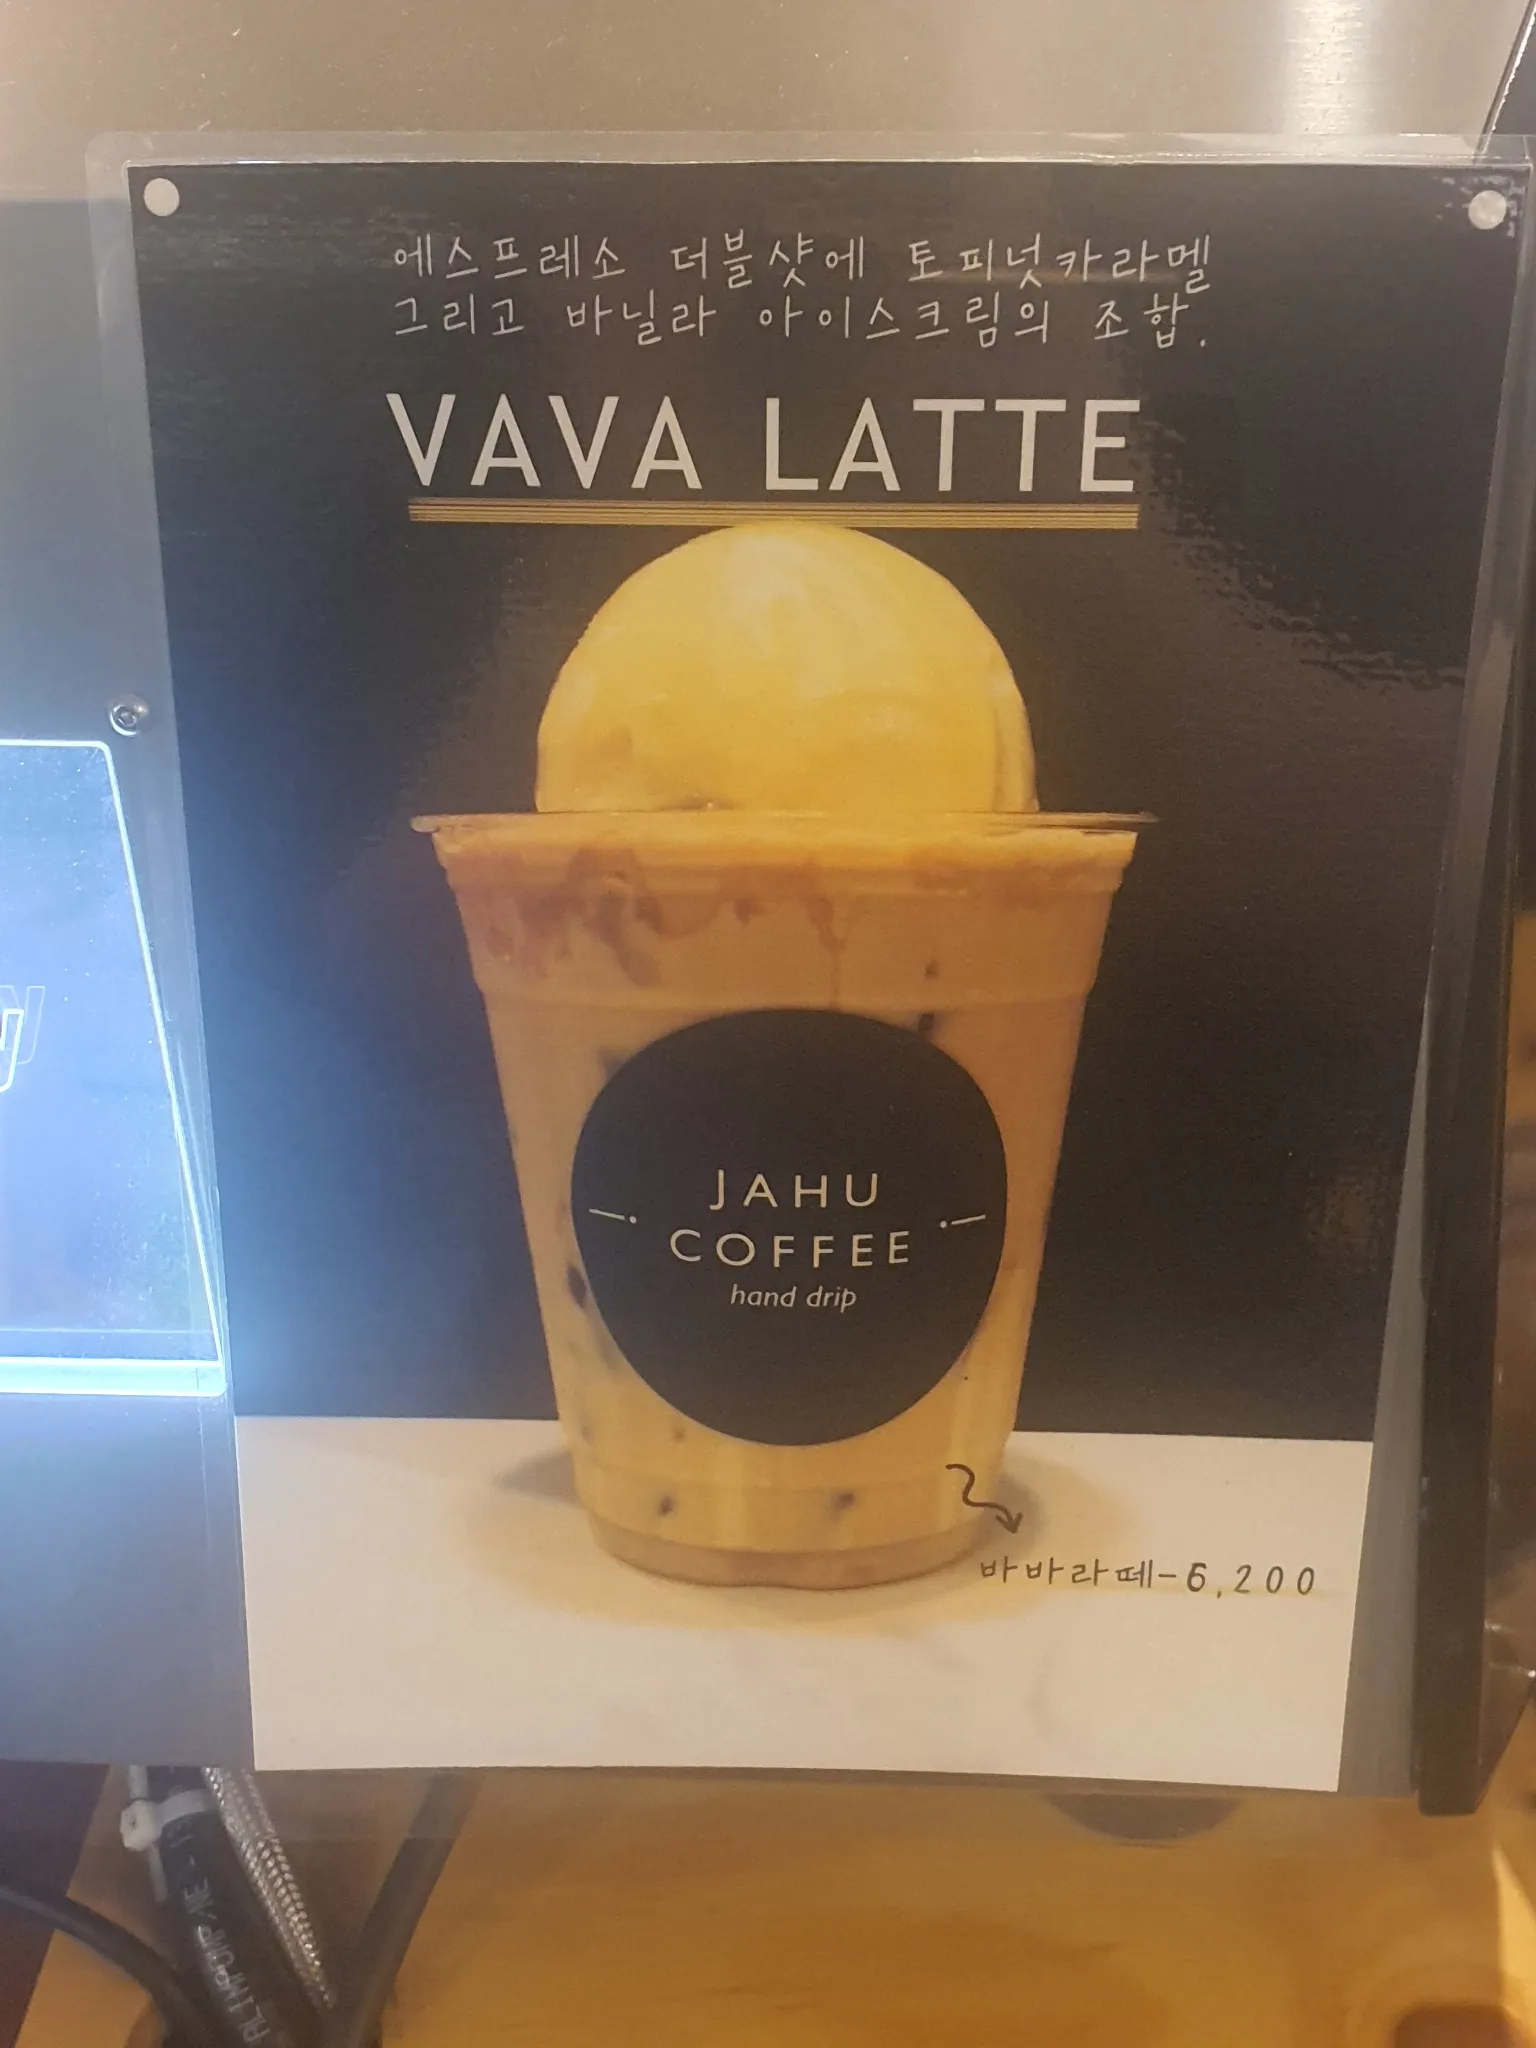 에스프레소 더블샷에 토피넛카라멜
그리고 바닐라 아이스크림의 조합.
VAVA LATTE
JAHU
COFFEE
hand drip
바바라떼-6,200